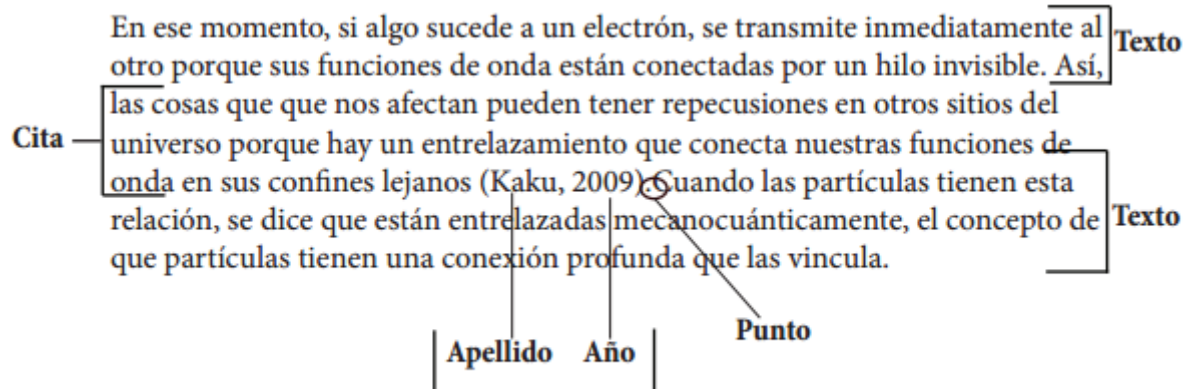 En ese momento, si algo sucede a un electrón, se transmite inmediatamente al
otro porque sus funciones de onda están conectadas por un hilo invisible. Así,
las cosas que que nos afectan pueden tener repecusiones en otros sitios del
universo porque hay un entrelazamiento que conecta nuestras funciones de
onda en sus confines lejanos (Kaku, 2009).Cuando las partículas tienen esta
relación, se dice que están entrelazadas mecanocuánticamente, el concepto de
que partículas tienen una conexión profunda que las vincula.
Texto
Cita
Texto
Punto
Apellido Año